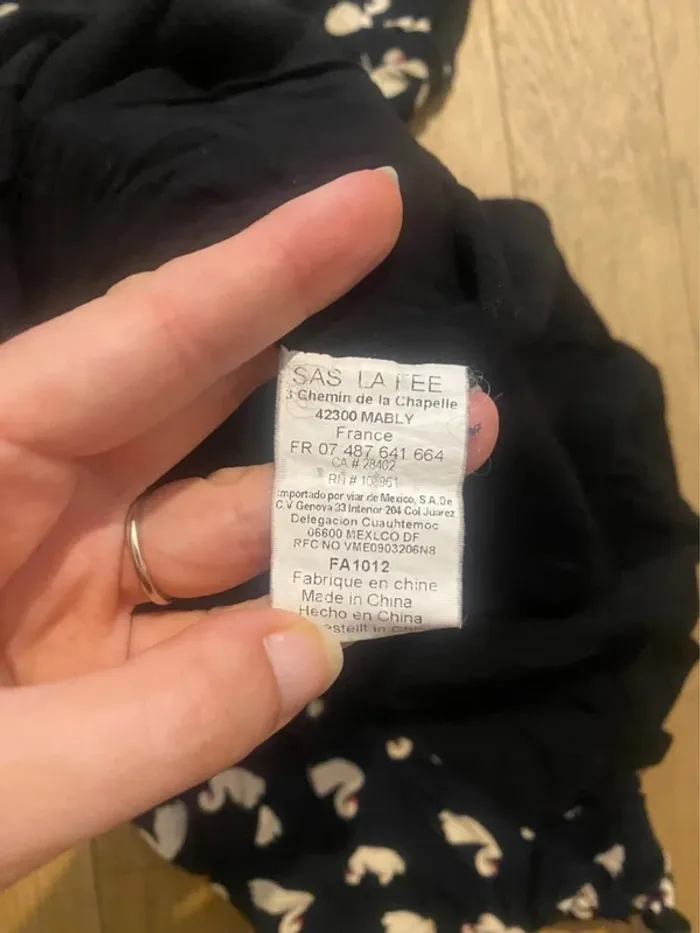 SAS LA FEE
3 Chemin de la Chapelle
42300 MABLY
France
FR 07 487 641 664
CA # 28402
RN #
Importado por viar de Mexico, S.A.De
C.V Genova 33 Interior 204 Col Juarez
Delegacion Cuauhtemoc
06600 MEXLCO DF
RFC NO VME0903206N8
FA1012
Fabrique en chine
Made in China
Hecho en China
in